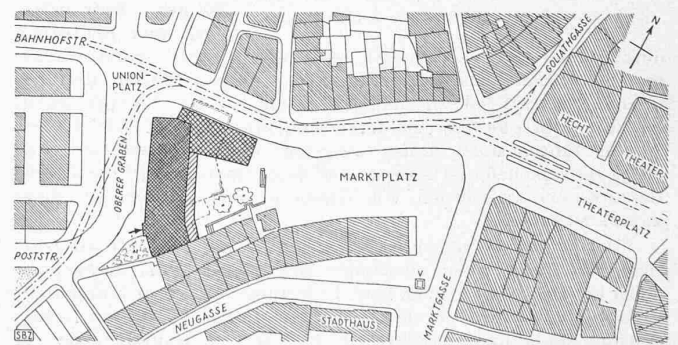 BAHNHOFSTR.
UNION-
PLATZ
OBERER GRABEN
POSTSTR.
SBZ
NEUGASSE
STADTHAUS
MARKTPLATZ
MARKTGASSE
V
GOLIATHGASSE
N
HECHT
THEATER
THEATERPLATZ